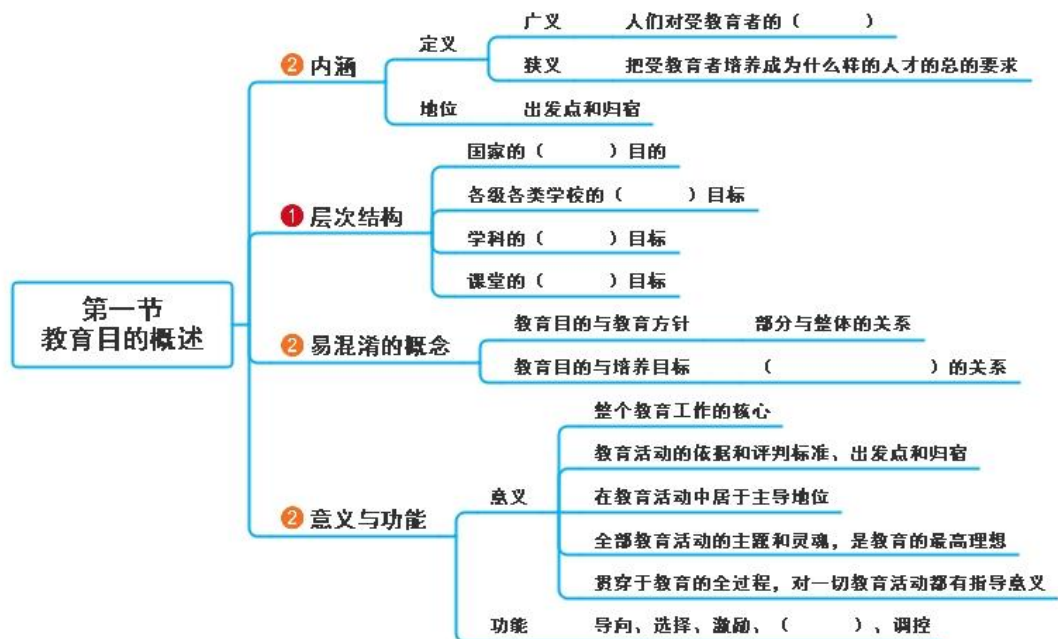 第一节
教育目的概述
2 内涵
定义
广义 人们对受教育者的（ ）
狭义 把受教育者培养成为什么样的人才的总的要求
地位 出发点和归宿
1 层次结构
国家的（ ）目的
各级各类学校的（ ）目标
学科的（ ）目标
课堂的（ ）目标
2 易混淆的概念
教育目的与教育方针 部分与整体的关系
教育目的与培养目标 （ ）的关系
2 意义与功能
意义
整个教育工作的核心
教育活动的依据和评判标准、出发点和归宿
在教育活动中居于主导地位
全部教育活动的主题和灵魂，是教育的最高理想
贯穿于教育的全过程，对一切教育活动都有指导意义
功能 导向、选择、激励、（ ）、调控